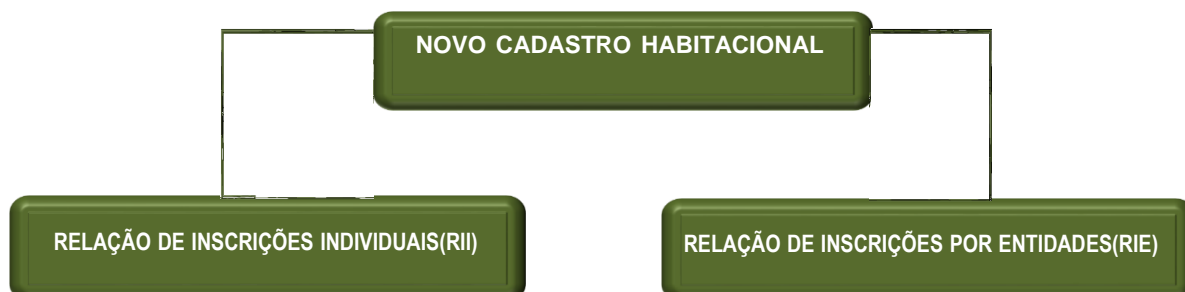 NOVO CADASTRO HABITACIONAL
RELAÇÃO DE INSCRIÇÕES INDIVIDUAIS(RII)
RELAÇÃO DE INSCRIÇÕES POR ENTIDADES(RIE)